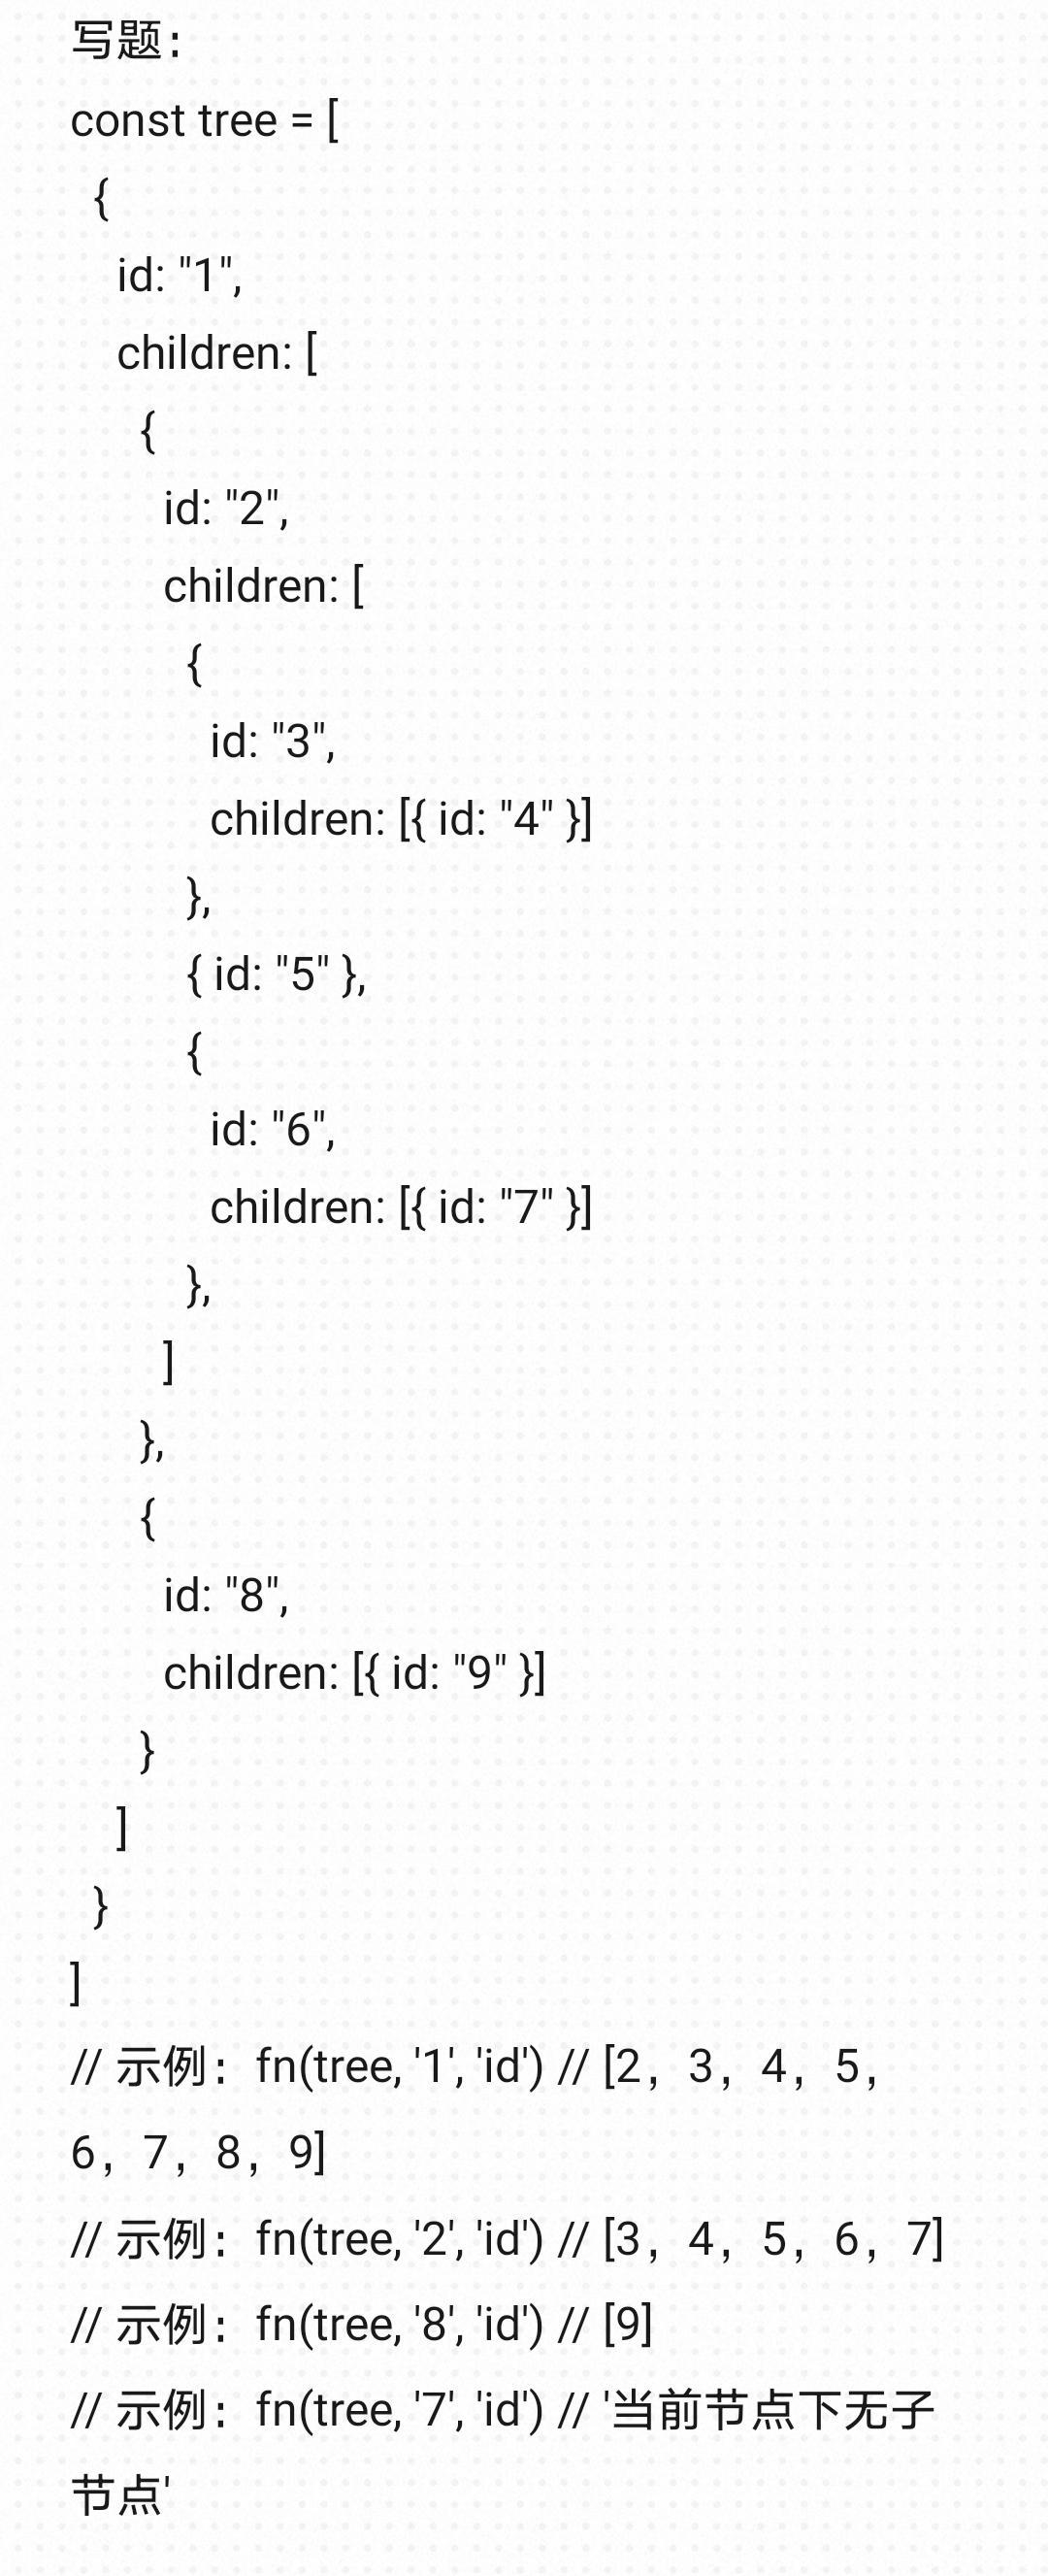 写题：
const tree = [
  {
    id: "1",
    children: [
      {
        id: "2",
        children: [
          {
            id: "3",
            children: [{ id: "4" }]
          },
          { id: "5" },
          {
            id: "6",
            children: [{ id: "7" }]
          },
        ]
      },
      {
        id: "8",
        children: [{ id: "9" }]
      }
    ]
  }
]
// 示例：fn(tree, '1', 'id') // [2，3，4，5，
6，7，8，9]
// 示例：fn(tree, '2', 'id') // [3，4，5，6，7]
// 示例：fn(tree, '8', 'id') // [9]
// 示例：fn(tree, '7', 'id') // '当前节点下无子
节点'